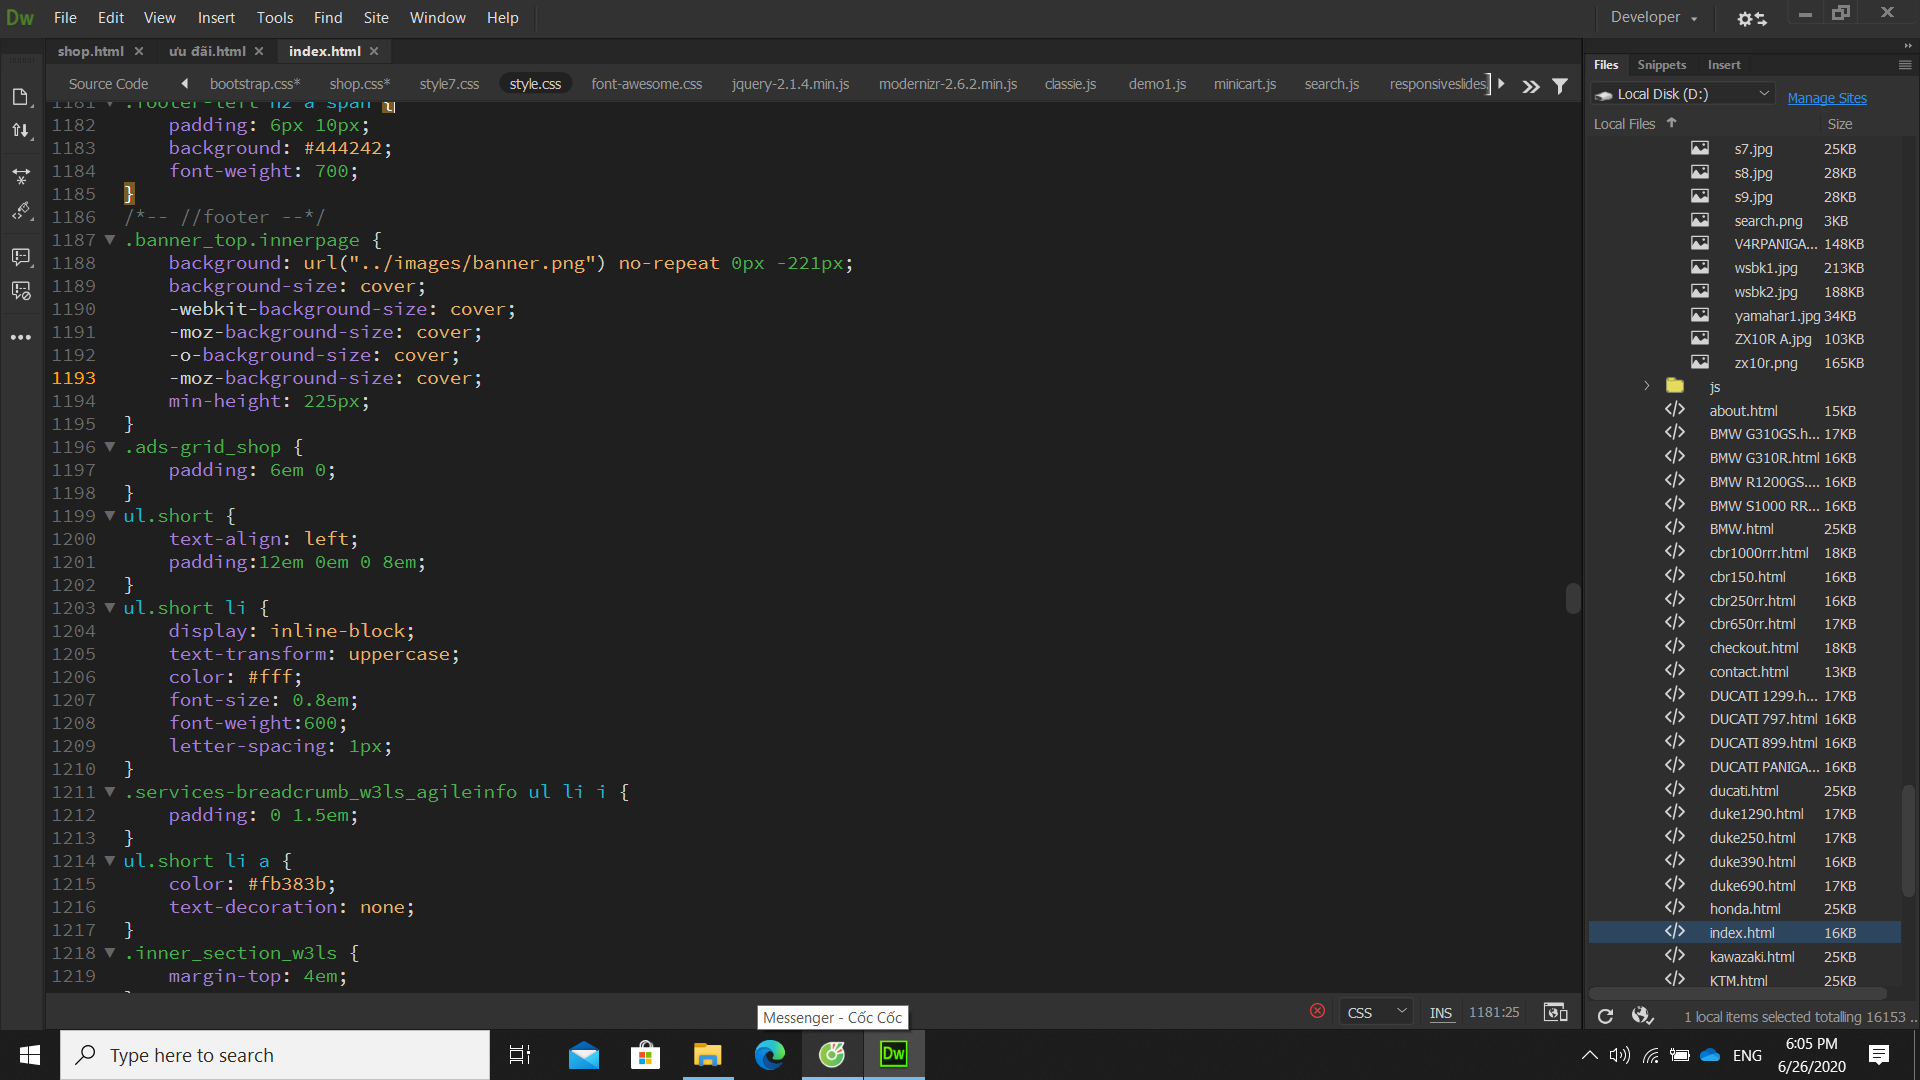 Dw File Edit View Insert Tools Find Site Window Help Developer
shop.html ưu đãi.html index.html
Source Code bootstrap.css* shop.css* style7.css style.css font-awesome.css jquery-2.1.4.min.js modernizr-2.6.2.min.js classie.js demo1.js minicart.js search.js responsiveslides
1181 .footer-left h2 a span {
1182 padding: 6px 10px;
1183 background: #444242;
1184 font-weight: 700;
1185 }
1186 /*-- //footer --*/
1187 .banner_top.innerpage {
1188 background: url("../images/banner.png") no-repeat 0px -221px;
1189 background-size: cover;
1190 -webkit-background-size: cover;
1191 -moz-background-size: cover;
1192 -o-background-size: cover;
1193 -moz-background-size: cover;
1194 min-height: 225px;
1195 }
1196 .ads-grid_shop {
1197 padding: 6em 0;
1198 }
1199 ul.short {
1200 text-align: left;
1201 padding:12em 0em 0 8em;
1202 }
1203 ul.short li {
1204 display: inline-block;
1205 text-transform: uppercase;
1206 color: #fff;
1207 font-size: 0.8em;
1208 font-weight:600;
1209 letter-spacing: 1px;
1210 }
1211 .services-breadcrumb_w3ls_agileinfo ul li i {
1212 padding: 0 1.5em;
1213 }
1214 ul.short li a {
1215 color: #fb383b;
1216 text-decoration: none;
1217 }
1218 .inner_section_w3ls {
1219 margin-top: 4em;
Files Snippets Insert
Local Disk (D:) Manage Sites
Local Files Size
s7.jpg 25KB
s8.jpg 28KB
s9.jpg 28KB
search.png 3KB
V4RPANIGA... 148KB
wsbk1.jpg 213KB
wsbk2.jpg 188KB
yamahar1.jpg 34KB
ZX10R A.jpg 103KB
zx10r.png 165KB
js
about.html 15KB
BMW G310GS.h... 17KB
BMW G310R.html 16KB
BMW R1200GS.... 16KB
BMW S1000 RR... 16KB
BMW.html 25KB
cbr1000rrr.html 18KB
cbr150.html 16KB
cbr250rr.html 16KB
cbr650rr.html 17KB
checkout.html 18KB
contact.html 13KB
DUCATI 1299.h... 17KB
DUCATI 797.html 16KB
DUCATI 899.html 16KB
DUCATI PANIGA... 16KB
ducati.html 25KB
duke1290.html 17KB
duke250.html 17KB
duke390.html 16KB
duke690.html 17KB
honda.html 25KB
index.html 16KB
kawazaki.html 25KB
KTM.html 25KB
CSS INS 1181:25
1 local items selected totalling 16153 ..
Messenger - Cốc Cốc
Type here to search
Dw
ENG
6:05 PM
6/26/2020